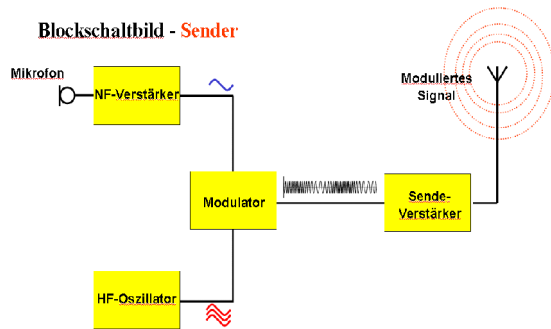 Blockschaltbild - Sender
Mikrofon
NF-Verstärker
Moduliertes
Signal
Modulator
Sende-
Verstärker
HF-Oszillator